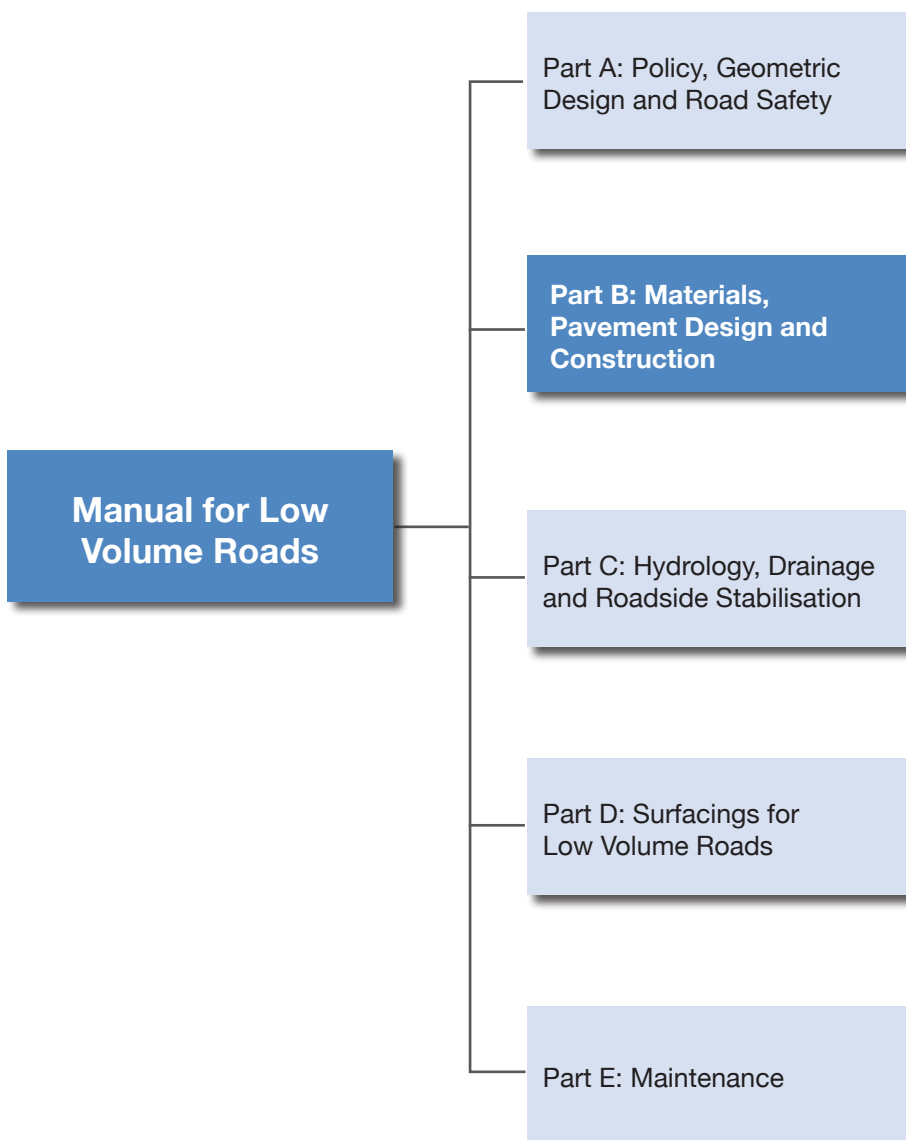 Part A: Policy, Geometric
Design and Road Safety
Part B: Materials,
Pavement Design and
Construction
Manual for Low
Volume Roads
Part C: Hydrology, Drainage
and Roadside Stabilisation
Part D: Surfacings for
Low Volume Roads
Part E: Maintenance